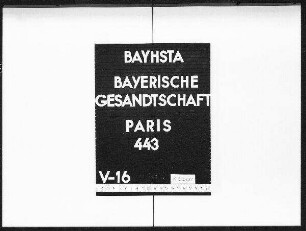 BAYHSTA
BAYERISCHE
GESANDTSCHAFT
PARIS
443
V-16